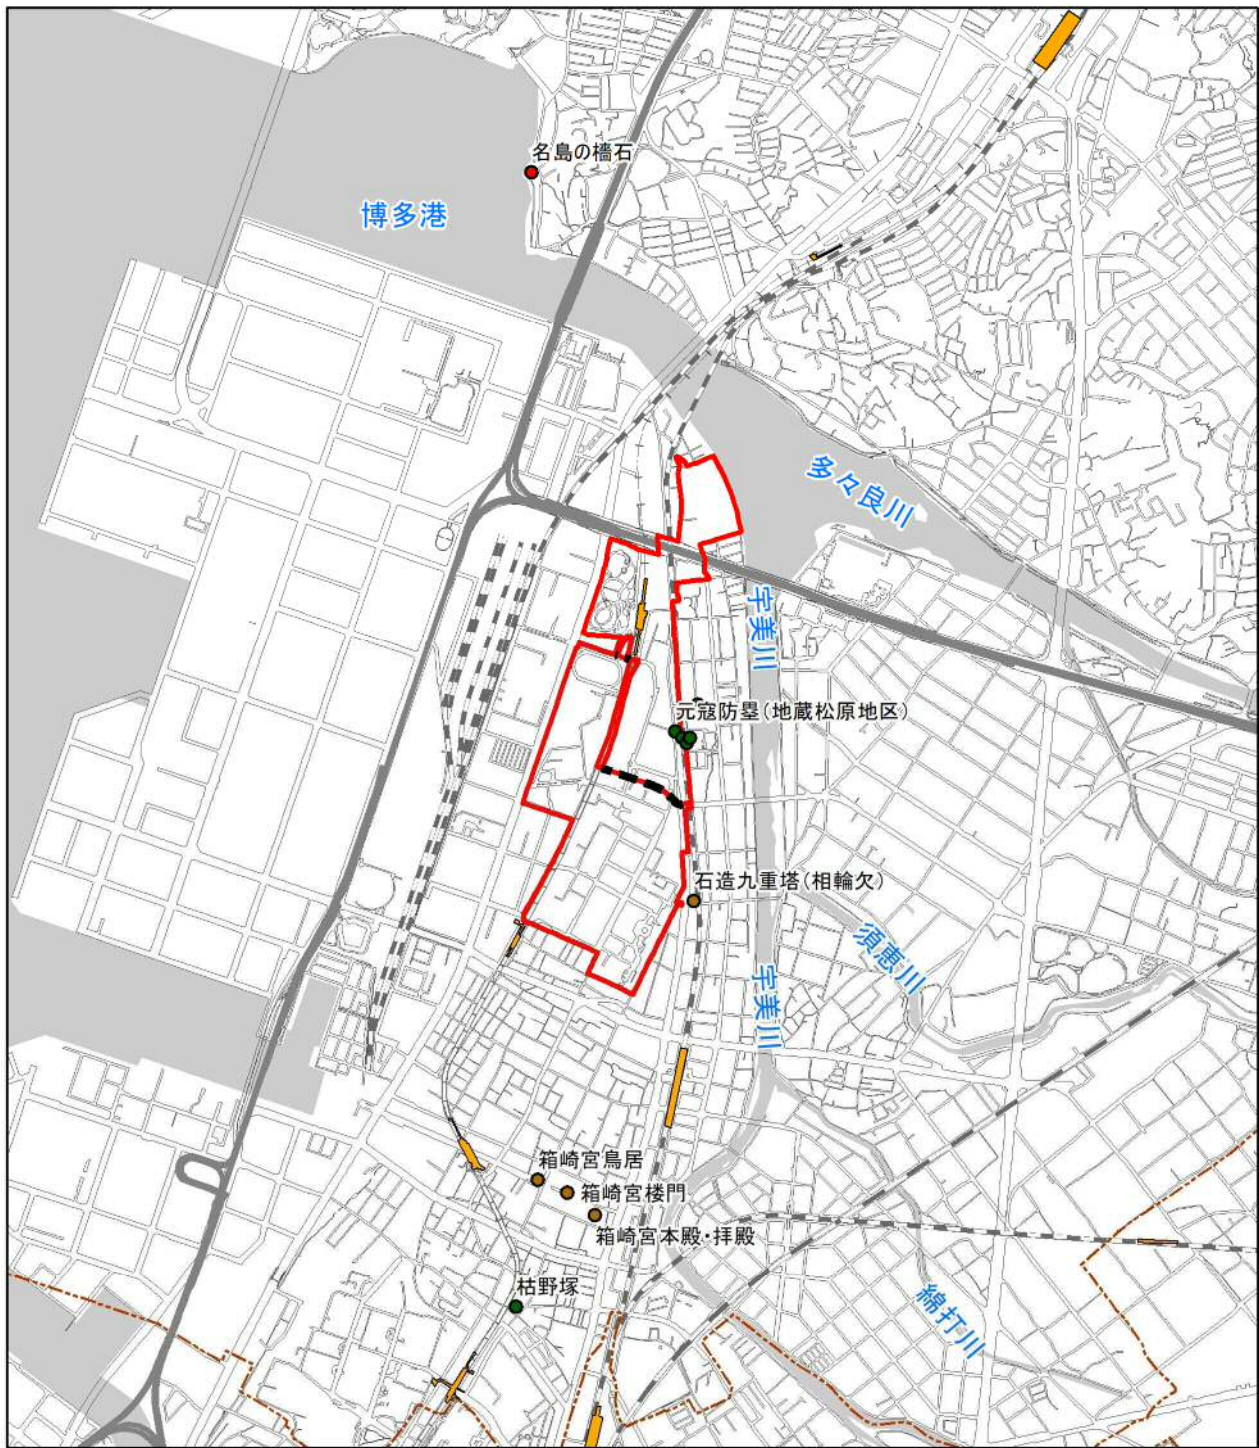 名島の檣石
博多港
多々良川
宇美川
元寇防塁(地蔵松原地区)
石造九重塔(相輪欠)
須恵川
宇美川
箱崎宮鳥居
箱崎宮楼門
箱崎宮本殿・拝殿
枯野塚
綿打川